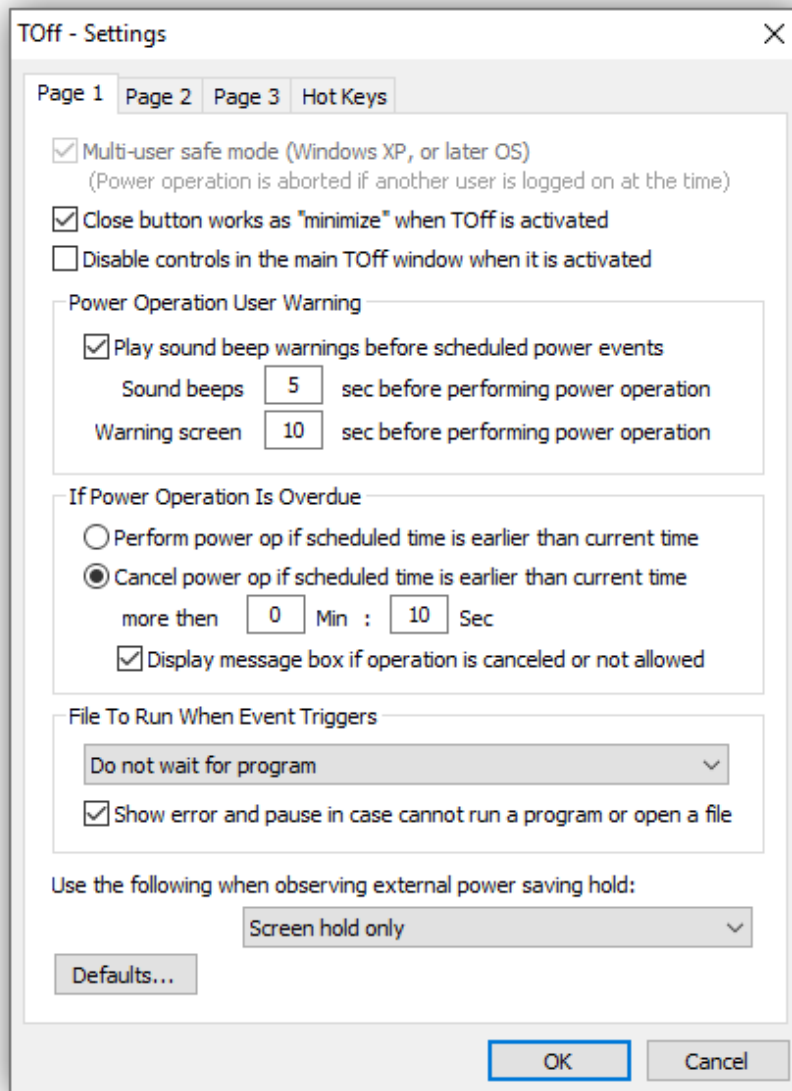 TOff - Settings
Page 1 Page 2 Page 3 Hot Keys
Multi-user safe mode (Windows XP, or later OS)
(Power operation is aborted if another user is logged on at the time)
Close button works as "minimize" when TOff is activated
Disable controls in the main TOff window when it is activated
Power Operation User Warning
Play sound beep warnings before scheduled power events
Sound beeps 5 sec before performing power operation
Warning screen 10 sec before performing power operation
If Power Operation Is Overdue
Perform power op if scheduled time is earlier than current time
Cancel power op if scheduled time is earlier than current time
more then 0 Min : 10 Sec
Display message box if operation is canceled or not allowed
File To Run When Event Triggers
Do not wait for program
Show error and pause in case cannot run a program or open a file
Use the following when observing external power saving hold:
Screen hold only
Defaults...
OK Cancel